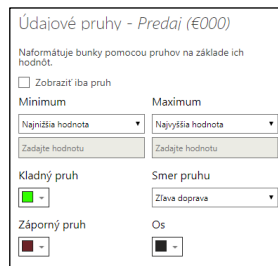 Údajové pruhy - Predaj (€000)
Naformátuje bunky pomocou pruhov na základe ich
hodnôt.
Zobraziť iba pruh
Minimum Maximum
Najnižšia hodnota Najvyššia hodnota
Zadajte hodnotu Zadajte hodnotu
Kladný pruh Smer pruhu
Zľava doprava
Záporný pruh Os